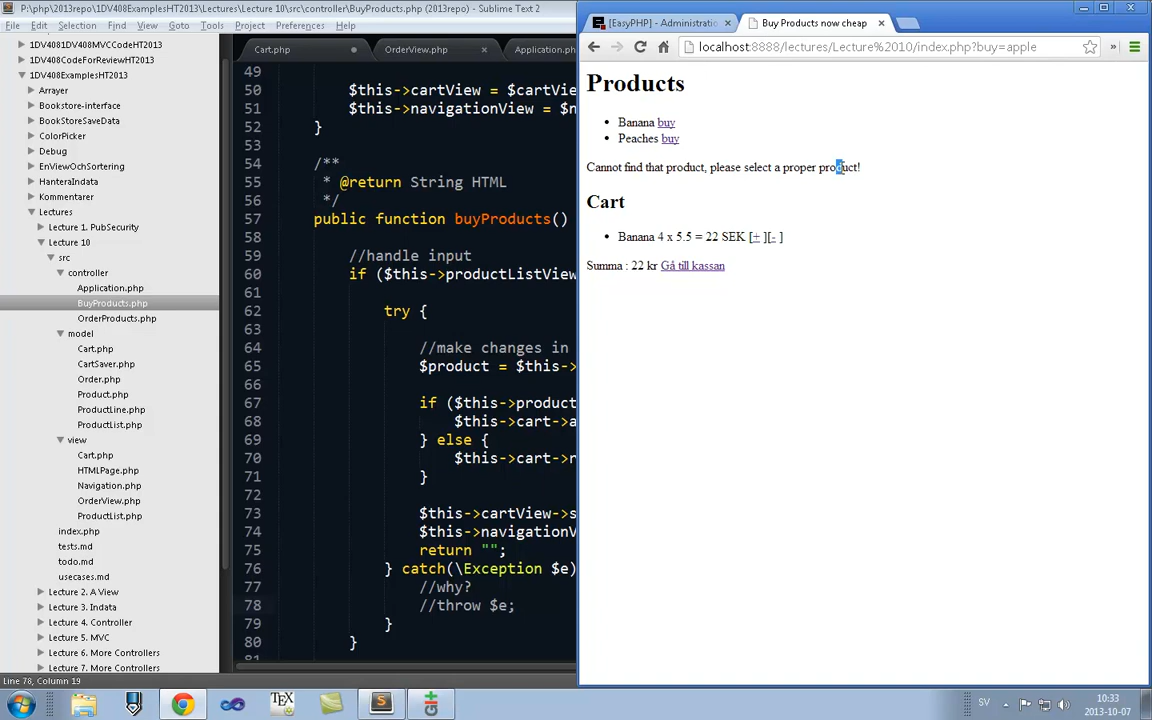 P:\php\2013repo\1DV408ExamplesHT2013\Lectures\Lecture 10\src\controller\BuyProducts.php (2013repo) - Sublime Text 2
File Edit Selection Find View Goto Tools Project Preferences Help
1DV4081DV408MVCCodeHT2013
1DV408CodeForReviewHT2013
1DV408ExamplesHT2013
Arrayer
Bookstore-interface
BookStoreSaveData
ColorPicker
Debug
EnViewOchSortering
HanteraIndata
Kommentarer
Lectures
Lecture 1. PubSecurity
Lecture 10
src
controller
Application.php
BuyProducts.php
OrderProducts.php
model
Cart.php
CartSaver.php
Order.php
Product.php
ProductLine.php
ProductList.php
view
Cart.php
HTMLPage.php
Navigation.php
OrderView.php
ProductList.php
index.php
tests.md
todo.md
usecases.md
Lecture 2. A View
Lecture 3. Indata
Lecture 4. Controller
Lecture 5. MVC
Lecture 6. More Controllers
Lecture 7. More Controllers
Line 78, Column 19
Cart.php OrderView.php Application.ph
49
50 $this->cartView = $cartV
51 $this->navigationView = $n
52 }
53
54 /**
55 * @return String HTML
56 */
57 public function buyProducts()
58
59 //handle input
60 if ($this->productListView
61
62 try {
63
64 //make changes in
65 $product = $this->
66
67 if ($this->product
68 $this->cart->a
69 } else {
70 $this->cart->r
71 }
72
73 $this->cartView->s
74 $this->navigationV
75 return "";
76 } catch(\Exception $e)
77 //why?
78 //throw $e;
79 }
80 }
[EasyPHP] - Administratio Buy Products now cheap
localhost:8888/lectures/Lecture%2010/index.php?buy=apple
Products
Banana buy
Peaches buy
Cannot find that product, please select a proper product!
Cart
Banana 4 x 5.5 = 22 SEK [+ ][- ]
Summa : 22 kr Gå till kassan
SV 10:33
2013-10-07